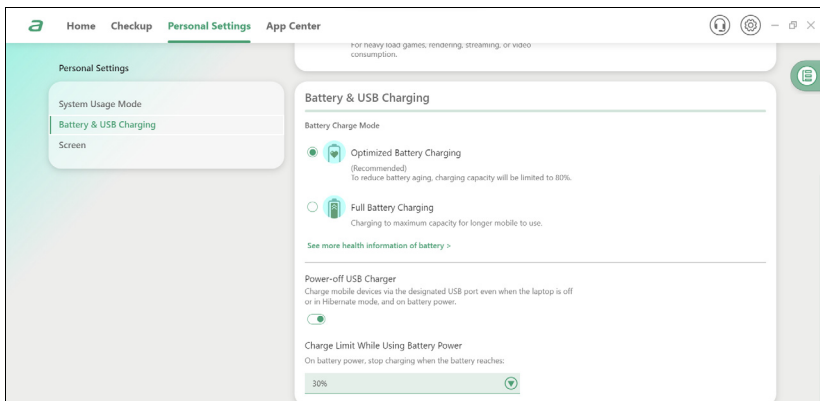 Home Checkup Personal Settings App Center
Personal Settings
System Usage Mode
Battery & USB Charging
Screen
For heavy load games, rendering, streaming, or video
consumption.
Battery & USB Charging
Battery Charge Mode
Optimized Battery Charging
(Recommended)
To reduce battery aging, charging capacity will be limited to 80%.
Full Battery Charging
Charging to maximum capacity for longer mobile to use.
See more health information of battery >
Power-off USB Charger
Charge mobile devices via the designated USB port even when the laptop is off
or in Hibernate mode, and on battery power.
Charge Limit While Using Battery Power
On battery power, stop charging when the battery reaches:
30%